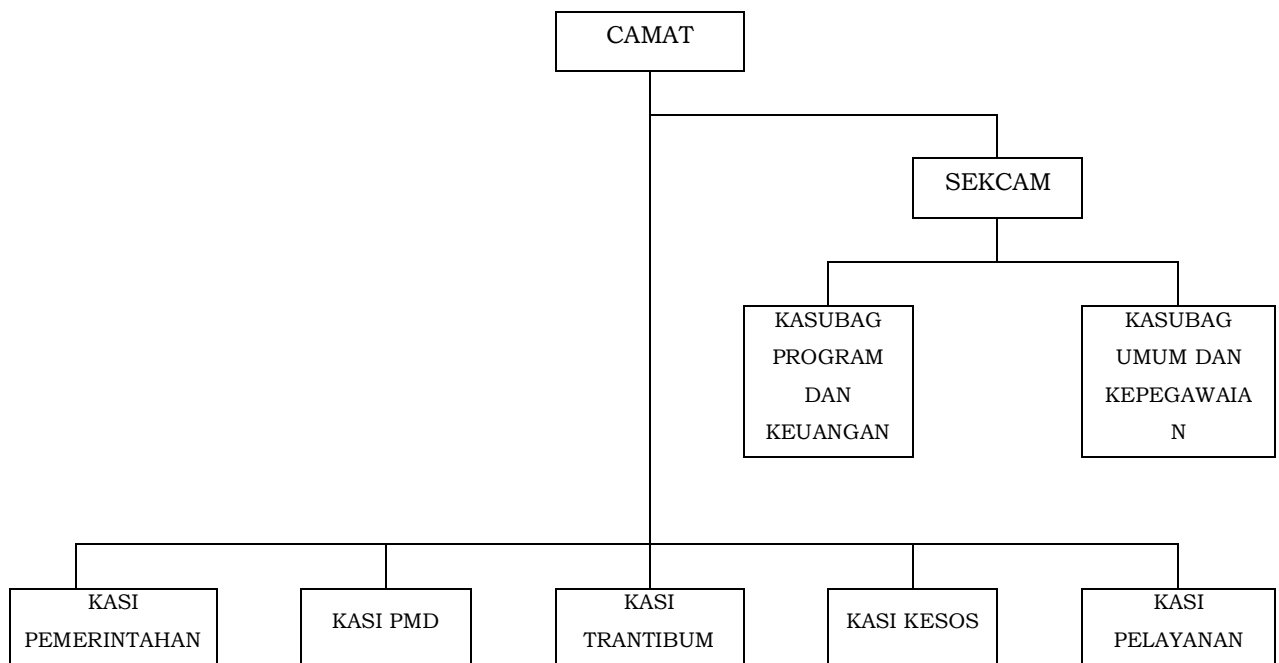 CAMAT
SEKCAM
KASUBAG
PROGRAM
DAN
KEUANGAN
KASUBAG
UMUM DAN
KEPEGAWAIA
N
KASI
PEMERINTAHAN
KASI PMD
KASI
TRANTIBUM
KASI KESOS
KASI
PELAYANAN